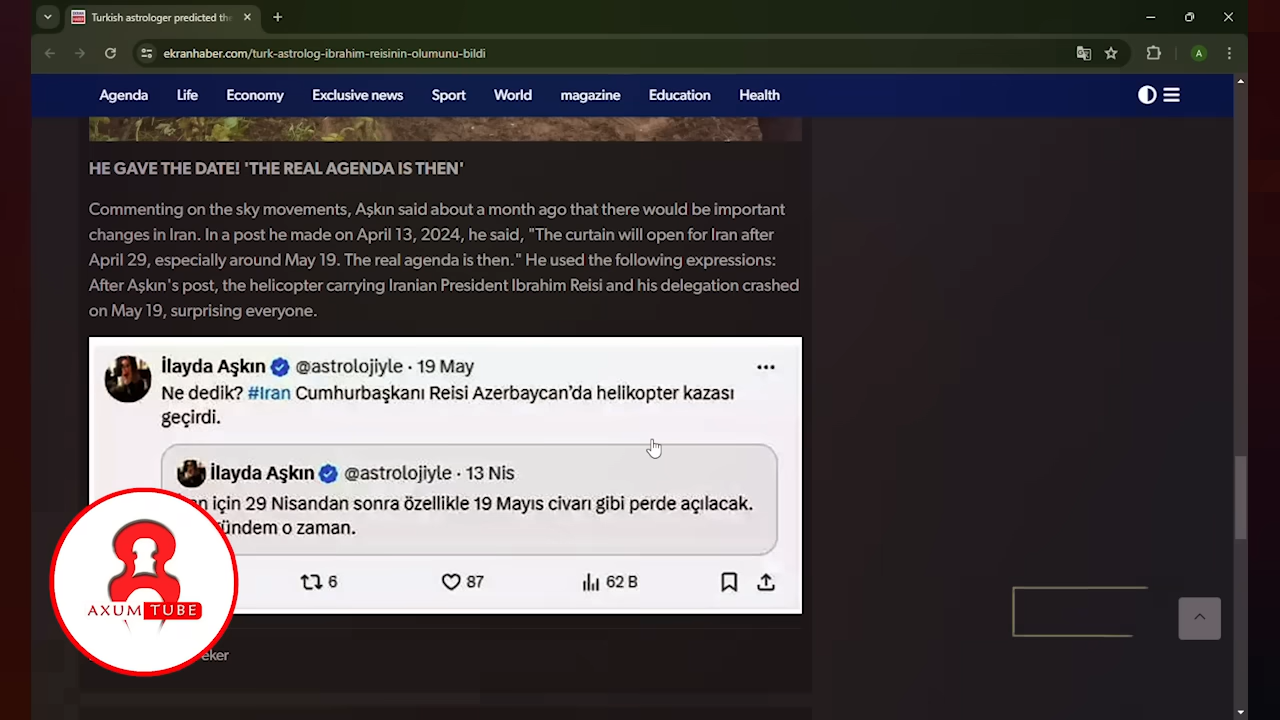 Turkish astrologer predicted the
ekranhaber.com/turk-astrolog-ibrahim-reisinin-olumunu-bildi
A
Agenda Life Economy Exclusive news Sport World magazine Education Health
HE GAVE THE DATE! 'THE REAL AGENDA IS THEN'
Commenting on the sky movements, Aşkın said about a month ago that there would be important
changes in Iran. In a post he made on April 13, 2024, he said, "The curtain will open for Iran after
April 29, especially around May 19. The real agenda is then." He used the following expressions:
After Aşkın's post, the helicopter carrying Iranian President Ibrahim Reisi and his delegation crashed
on May 19, surprising everyone.
İlayda Aşkın @astrolojiyle · 19 May
Ne dedik? #Iran Cumhurbaşkanı Reisi Azerbaycan'da helikopter kazası
geçirdi.
İlayda Aşkın @astrolojiyle · 13 Nis
için 29 Nisandan sonra özellikle 19 Mayıs civarı gibi perde açılacak.
gündem o zaman.
6 87 62 B
AXUM TUBE
eker